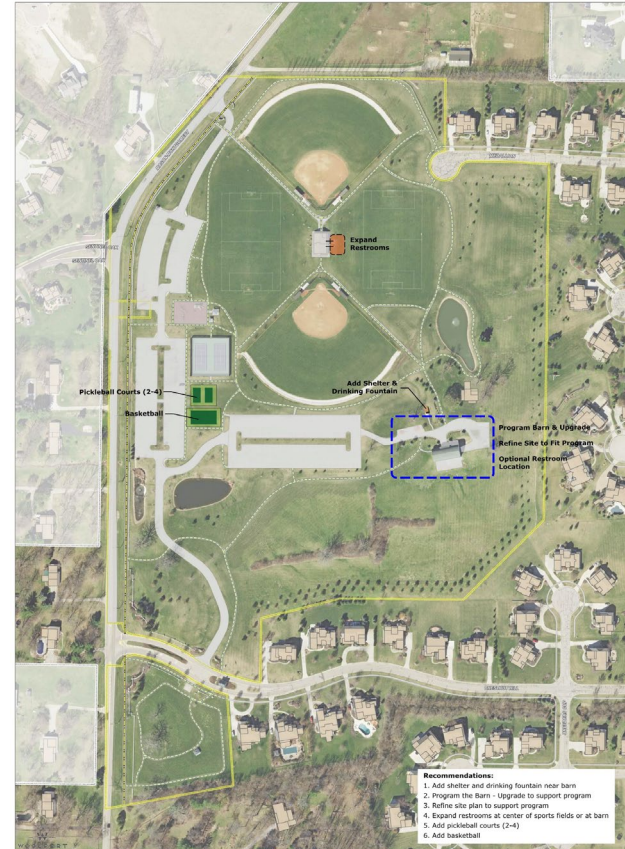 Expand
Restrooms
Pickleball Courts (2-4)
Basketball
Add Shelter &
Drinking Fountain
Program Barn & Upgrade
Refine Site to Fit Program
Optional Restroom
Location
Recommendations:
1. Add shelter and drinking fountain near barn
2. Program the Barn - Upgrade to support program
3. Refine site plan to support program
4. Expand restrooms at center of sports fields or at barn
5. Add pickleball courts (2-4)
6. Add basketball